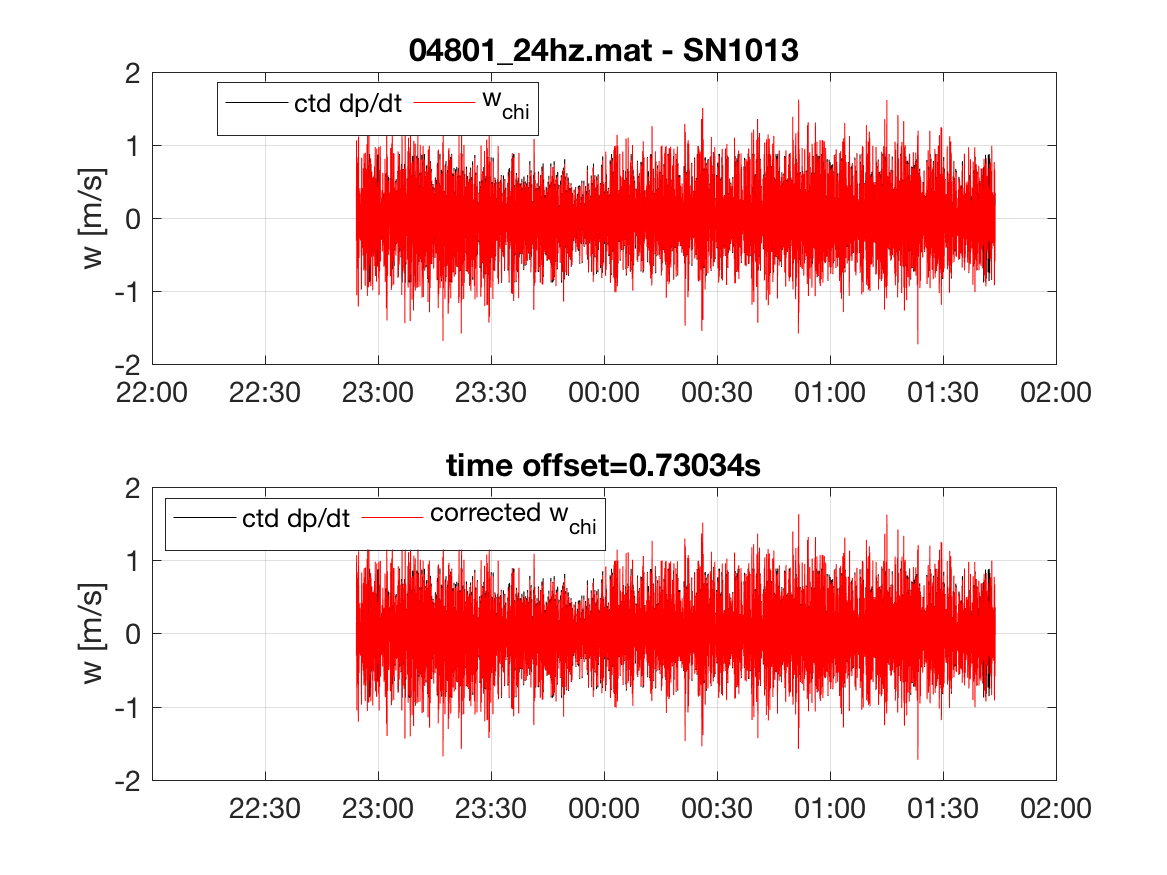 04801_24hz.mat - SN1013
ctd dp/dt w_chi
w [m/s]
2
1
0
-1
-2
22:00 22:30 23:00 23:30 00:00 00:30 01:00 01:30 02:00
time offset=0.73034s
ctd dp/dt corrected w_chi
w [m/s]
2
1
0
-1
-2
22:30 23:00 23:30 00:00 00:30 01:00 01:30 02:00